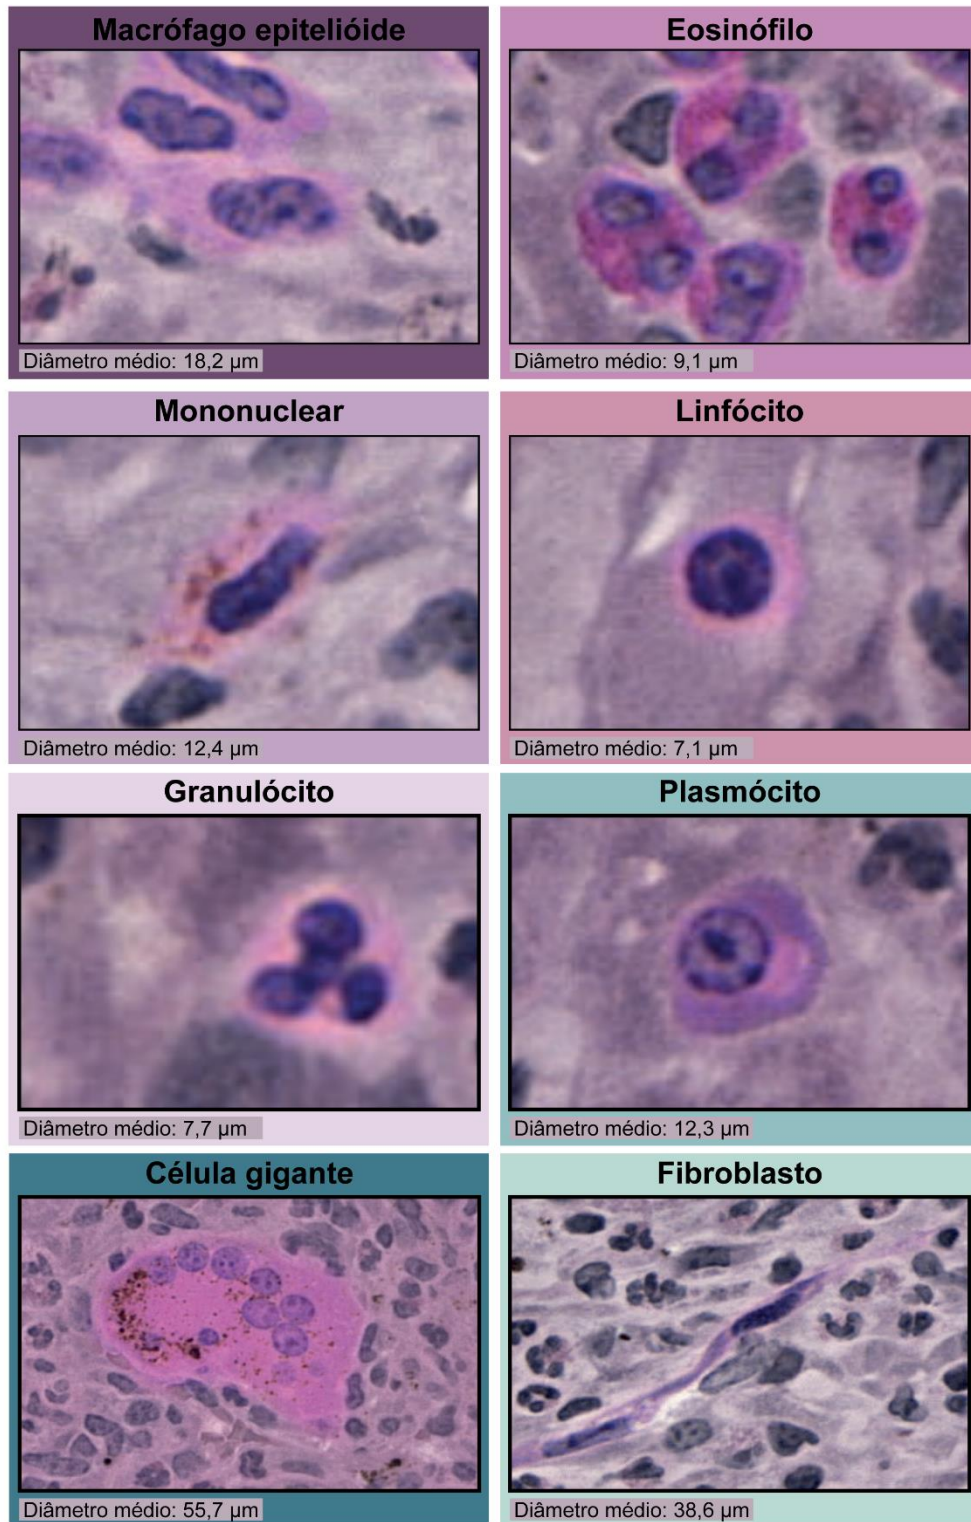 Macrófago epitelióide
Diâmetro médio: 18,2 µm
Eosinófilo
Diâmetro médio: 9,1 µm
Mononuclear
Diâmetro médio: 12,4 µm
Linfócito
Diâmetro médio: 7,1 µm
Granulócito
Diâmetro médio: 7,7 µm
Plasmócito
Diâmetro médio: 12,3 µm
Célula gigante
Diâmetro médio: 55,7 µm
Fibroblasto
Diâmetro médio: 38,6 µm